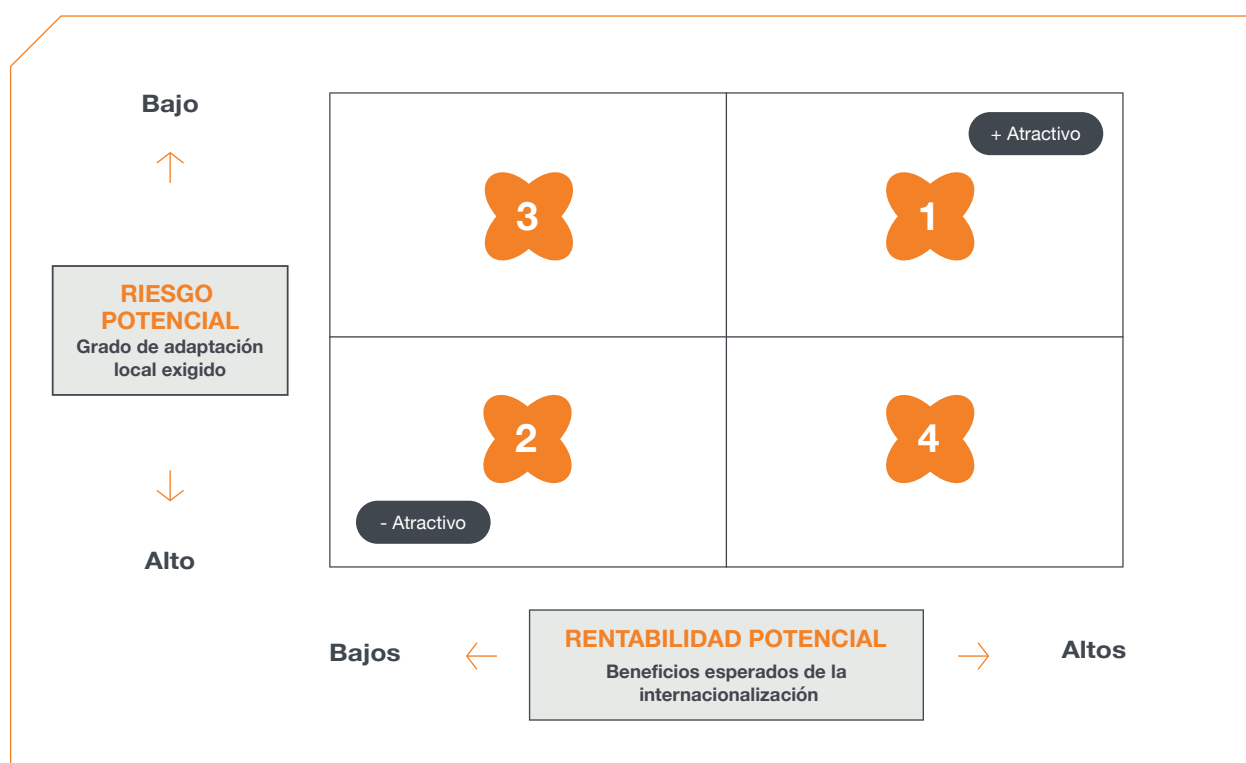 Bajo
+ Atractivo
3
1
RIESGO
POTENCIAL
Grado de adaptación
local exigido
2
4
- Atractivo
Alto
RENTABILIDAD POTENCIAL
Beneficios esperados de la
internacionalización
Bajos
Altos